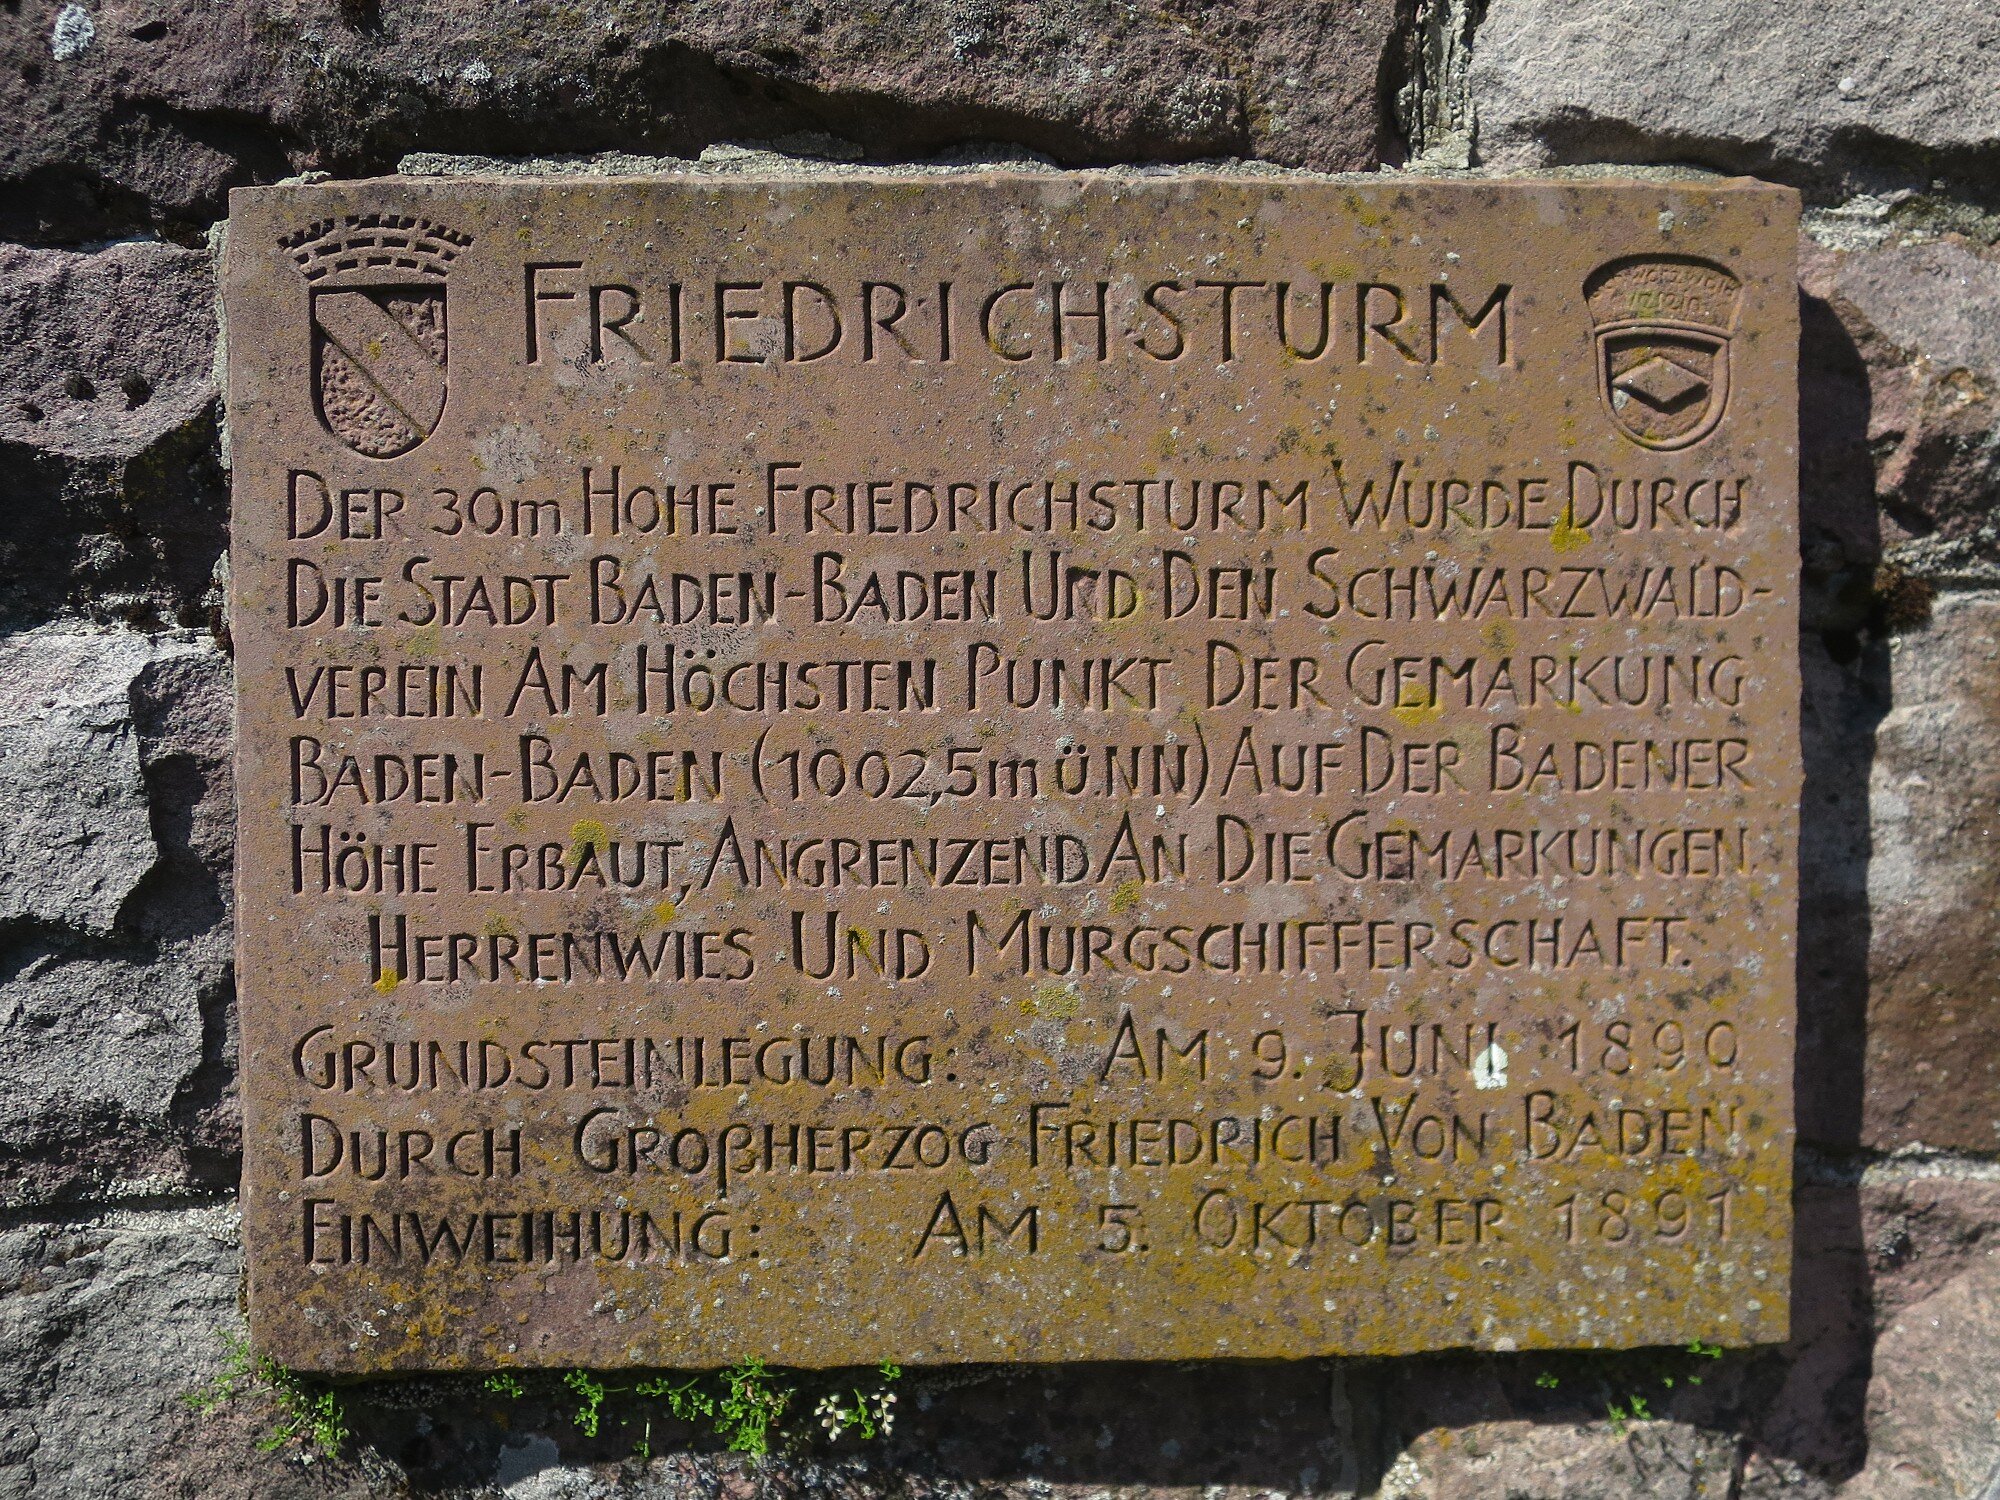 FRIEDRICHSTURM
DER 30m HOHE FRIEDRICHSTURM WURDE DURCH
DIE STADT BADEN-BADEN UND DEN SCHWARZWALD-
VEREIN AM HÖCHSTEN PUNKT DER GEMARKUNG
BADEN-BADEN (1002,5m Ü.NN) AUF DER BADENER
HÖHE ERBAUT, ANGRENZEND AN DIE GEMARKUNGEN
HERRENWIES UND MURGSCHIFFERSCHAFT.
GRUNDSTEINLEGUNG: AM 9. JUNI 1890
DURCH GROßHERZOG FRIEDRICH VON BADEN
EINWEIHUNG: AM 5. OKTOBER 1891